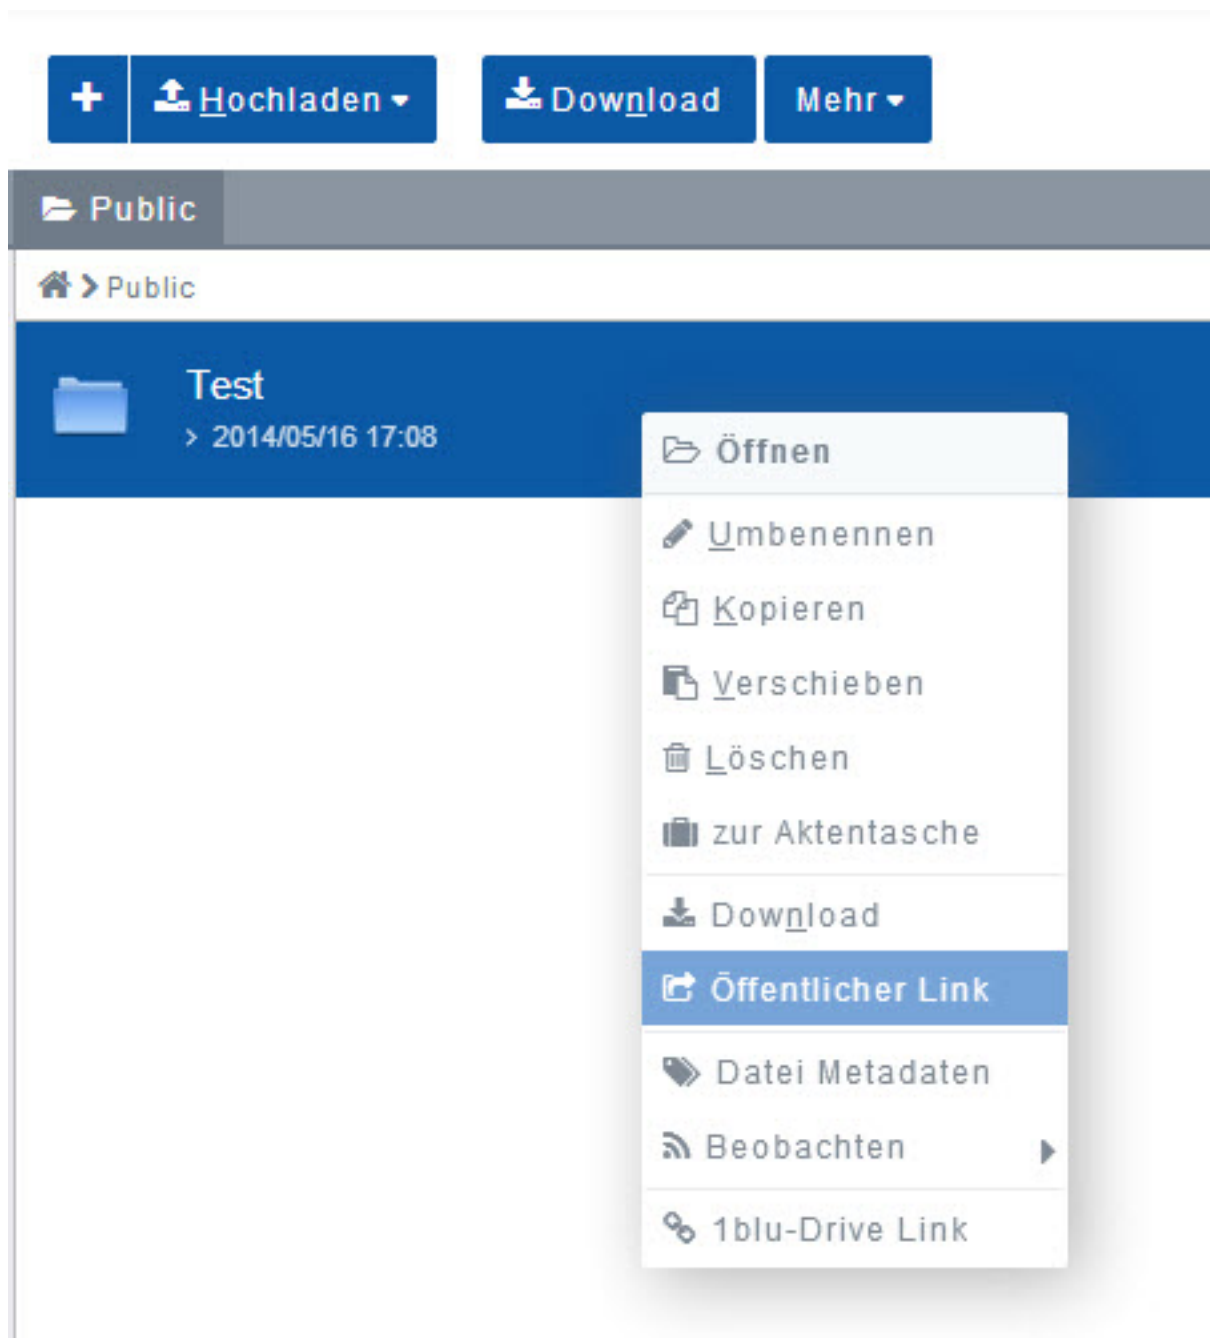 Hochladen
Download
Mehr
Public
Public
Test
> 2014/05/16 17:08
Öffnen
Umbenennen
Kopieren
Verschieben
Löschen
zur Aktentasche
Download
Öffentlicher Link
Datei Metadaten
Beobachten
1blu-Drive Link